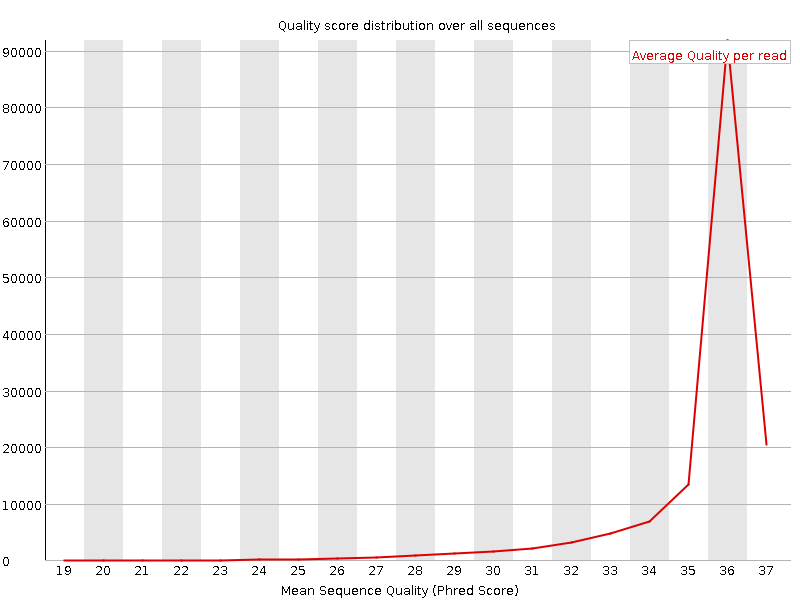 Quality score distribution over all sequences
Average Quality per read
90000
80000
70000
60000
50000
40000
30000
20000
10000
0
19 20 21 22 23 24 25 26 27 28 29 30 31 32 33 34 35 36 37
Mean Sequence Quality (Phred Score)